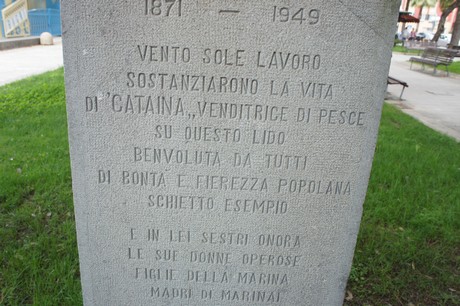 1871 – 1949
VENTO SOLE LAVORO
SOSTANZIARONO LA VITA
DI "CATAINA„ VENDITRICE DI PESCE
SU QUESTO LIDO
BENVOLUTA DA TUTTI
DI BONTA E FIEREZZA POPOLANA
SCHIETTO ESEMPIO
E IN LEI SESTRI ONORA
LE SUE DONNE OPEROSE
FIGLIE DELLA MARINA
MADRI DI MARINAI